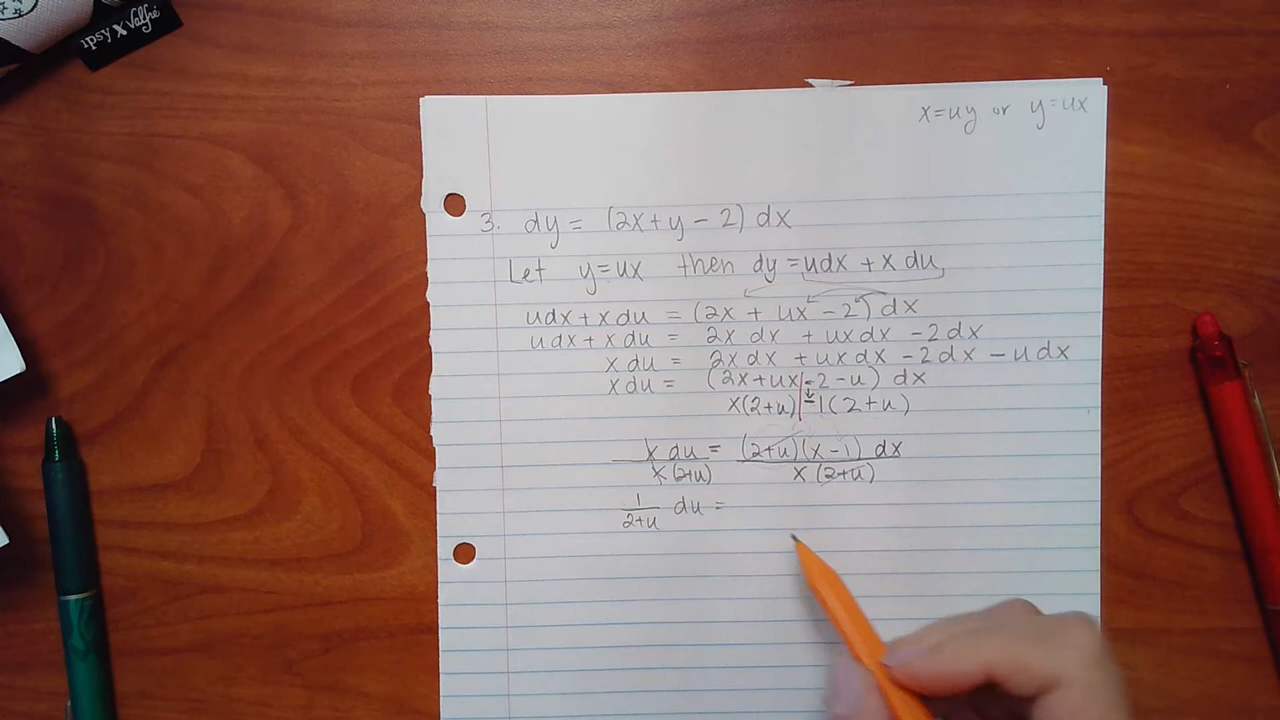 ipsy x Valfré
x=uy or y=ux
3. dy = (2x+y-2) dx
Let y=ux then dy = udx + x du
udx + x du = (2x + ux - 2) dx
udx + x du = 2x dx + ux dx - 2 dx
x du = 2x dx + ux dx - 2 dx - u dx
x du = (2x+ux-2-u) dx
x(2+u) -1(2+u)
x du / x(2+u) = (2+u)(x-1) dx / x(2+u)
1/2+u du =